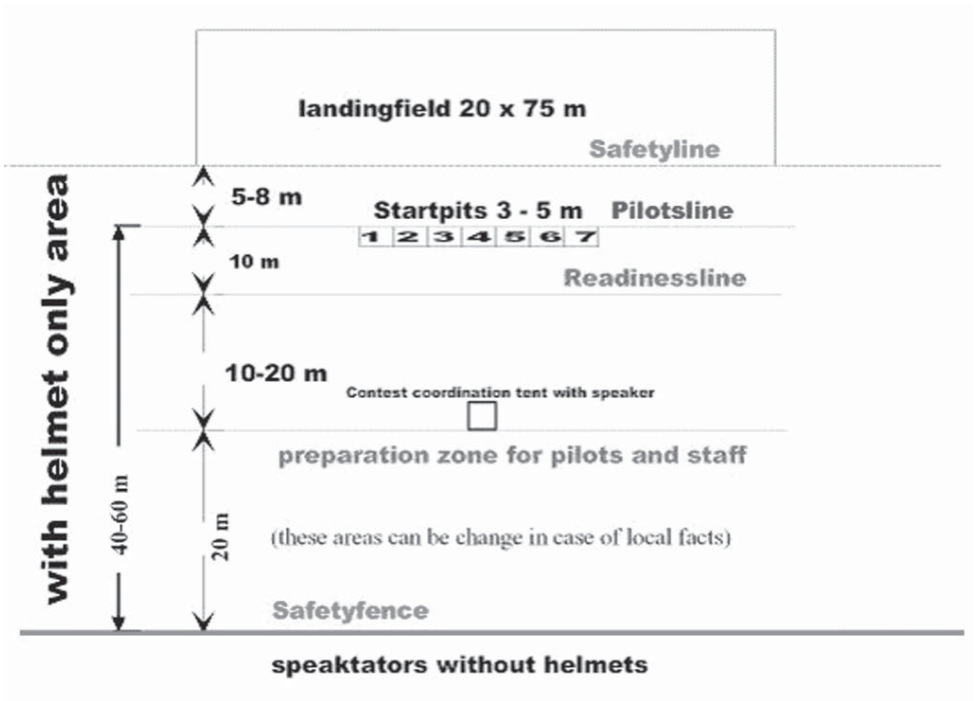 landingfield 20 x 75 m
Safetyline
5-8 m
Startpits 3 - 5 m Pilotsline
1 2 3 4 5 6 7
10 m
Readinessline
10-20 m
Contest coordination tent with speaker
preparation zone for pilots and staff
with helmet only area
40-60 m
20 m
(these areas can be change in case of local facts)
Safetyfence
speaktators without helmets